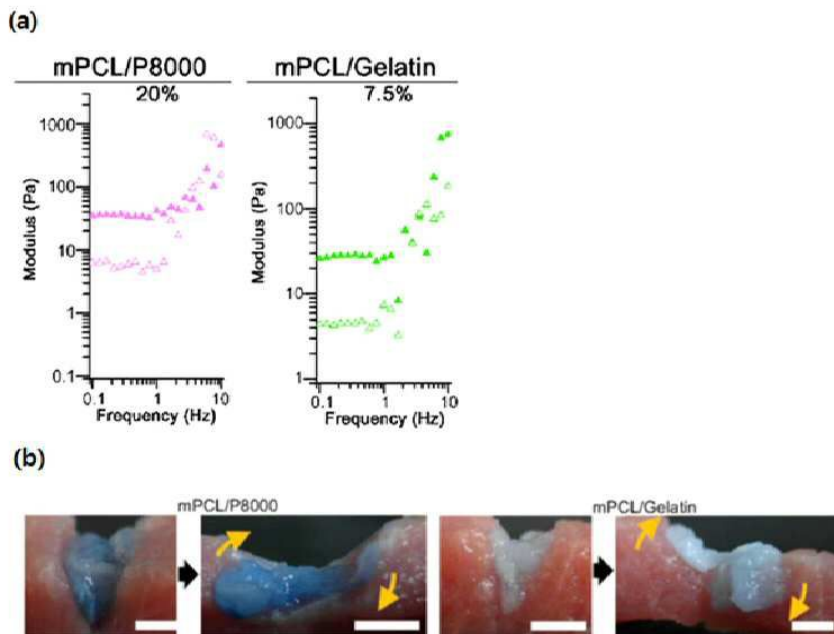 (a)
mPCL/P8000 mPCL/Gelatin
20% 7.5%
1000 1000
100 100
10 10
1 1
0.1
Modulus (Pa) Modulus (Pa)
0.1 1 10 0.1 1 10
Frequency (Hz) Frequency (Hz)
(b)
mPCL/P8000 mPCL/Gelatin